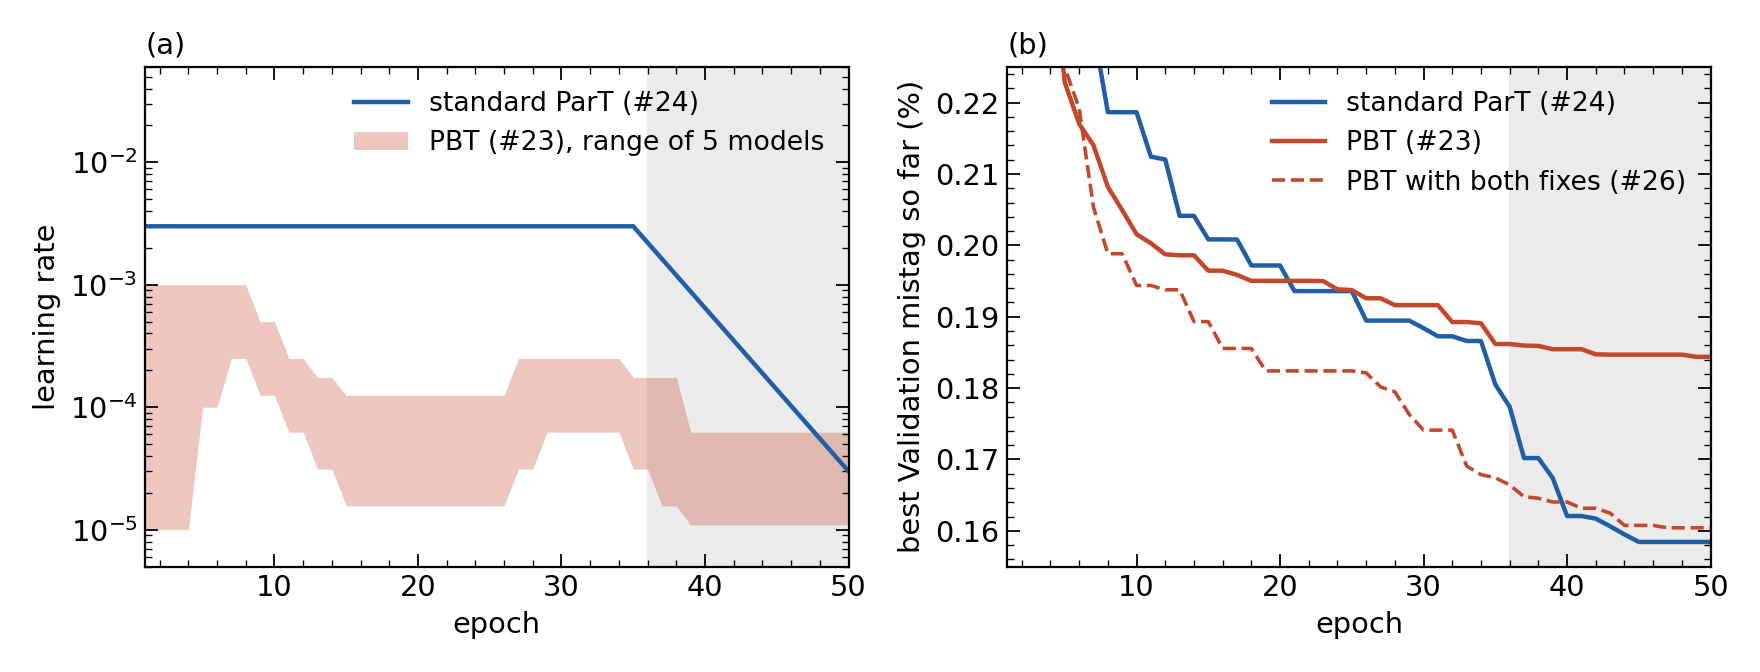 (a)
standard ParT (#24)
PBT (#23), range of 5 models
learning rate
10⁻²
10⁻³
10⁻⁴
10⁻⁵
10
20
30
40
50
epoch
(b)
standard ParT (#24)
PBT (#23)
PBT with both fixes (#26)
best Validation mistag so far (%)
0.22
0.21
0.20
0.19
0.18
0.17
0.16
10
20
30
40
50
epoch